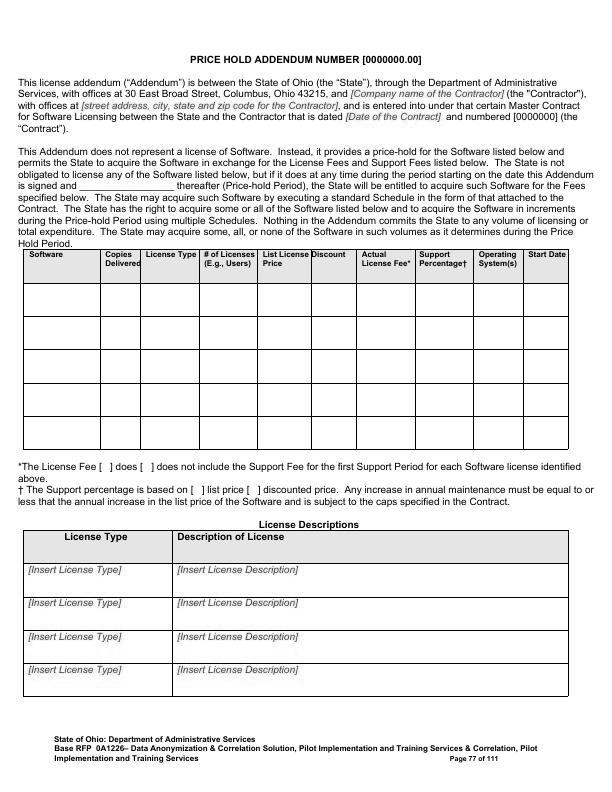 PRICE HOLD ADDENDUM NUMBER [0000000.00]
This license addendum (“Addendum”) is between the State of Ohio (the “State”), through the Department of Administrative
Services, with offices at 30 East Broad Street, Columbus, Ohio 43215, and [Company name of the Contractor] (the "Contractor"),
with offices at [street address, city, state and zip code for the Contractor], and is entered into under that certain Master Contract
for Software Licensing between the State and the Contractor that is dated [Date of the Contract] and numbered [0000000] (the
“Contract”).
This Addendum does not represent a license of Software. Instead, it provides a price-hold for the Software listed below and
permits the State to acquire the Software in exchange for the License Fees and Support Fees listed below. The State is not
obligated to license any of the Software listed below, but if it does at any time during the period starting on the date this Addendum
is signed and _________________ thereafter (Price-hold Period), the State will be entitled to acquire such Software for the Fees
specified below. The State may acquire such Software by executing a standard Schedule in the form of that attached to the
Contract. The State has the right to acquire some or all of the Software listed below and to acquire the Software in increments
during the Price-hold Period using multiple Schedules. Nothing in the Addendum commits the State to any volume of licensing or
total expenditure. The State may acquire some, all, or none of the Software in such volumes as it determines during the Price
Hold Period.
Software Copies License Type # of Licenses List License Discount Actual Support Operating Start Date
Delivered (E.g., Users) Price License Fee* Percentage† System(s)
*The License Fee [ ] does [ ] does not include the Support Fee for the first Support Period for each Software license identified
above.
† The Support percentage is based on [ ] list price [ ] discounted price. Any increase in annual maintenance must be equal to or
less that the annual increase in the list price of the Software and is subject to the caps specified in the Contract.
License Descriptions
License Type Description of License
[Insert License Type] [Insert License Description]
[Insert License Type] [Insert License Description]
[Insert License Type] [Insert License Description]
[Insert License Type] [Insert License Description]
State of Ohio: Department of Administrative Services
Base RFP 0A1226– Data Anonymization & Correlation Solution, Pilot Implementation and Training Services & Correlation, Pilot
Implementation and Training Services Page 77 of 111